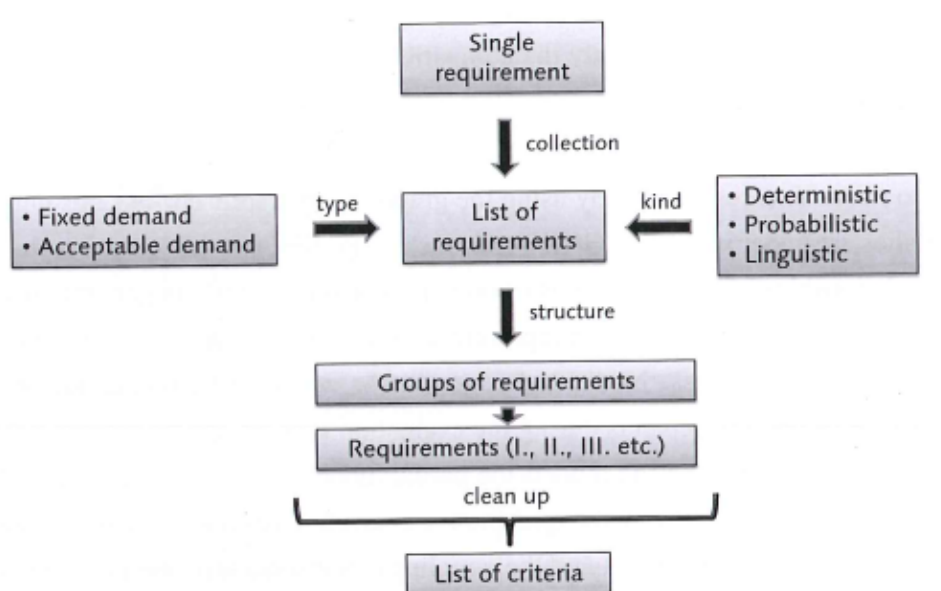 Single
requirement
collection
• Fixed demand
• Acceptable demand
type
List of
requirements
kind
• Deterministic
• Probabilistic
• Linguistic
structure
Groups of requirements
Requirements (I., II., III. etc.)
clean up
List of criteria